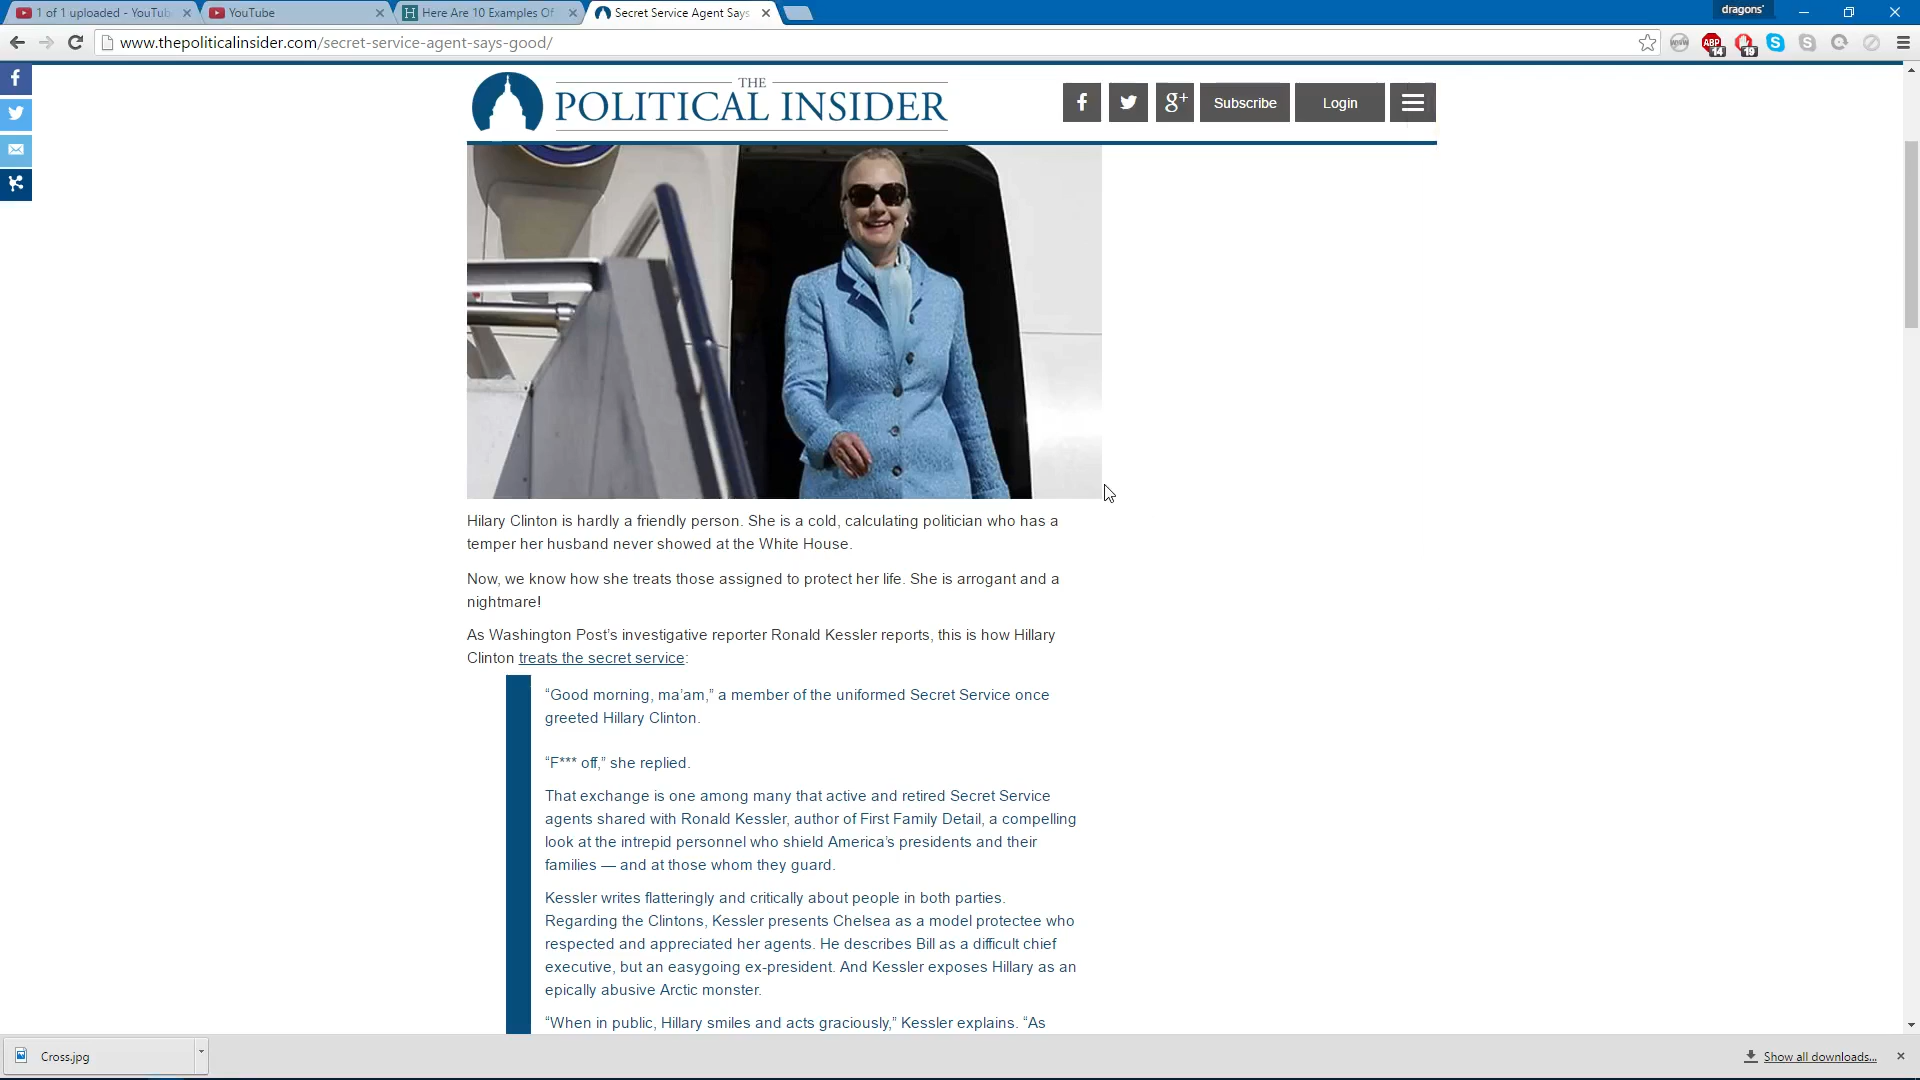 1 of 1 uploaded - YouTub
YouTube
Here Are 10 Examples Of
Secret Service Agent Says
dragons'
www.thepoliticalinsider.com/secret-service-agent-says-good/
ABP
14
19
THE
POLITICAL INSIDER
g+
Subscribe
Login
Hilary Clinton is hardly a friendly person. She is a cold, calculating politician who has a
temper her husband never showed at the White House.
Now, we know how she treats those assigned to protect her life. She is arrogant and a
nightmare!
As Washington Post’s investigative reporter Ronald Kessler reports, this is how Hillary
Clinton treats the secret service:
“Good morning, ma’am,” a member of the uniformed Secret Service once
greeted Hillary Clinton.
“F*** off,” she replied.
That exchange is one among many that active and retired Secret Service
agents shared with Ronald Kessler, author of First Family Detail, a compelling
look at the intrepid personnel who shield America’s presidents and their
families — and at those whom they guard.
Kessler writes flatteringly and critically about people in both parties.
Regarding the Clintons, Kessler presents Chelsea as a model protectee who
respected and appreciated her agents. He describes Bill as a difficult chief
executive, but an easygoing ex-president. And Kessler exposes Hillary as an
epically abusive Arctic monster.
“When in public, Hillary smiles and acts graciously,” Kessler explains. “As
Cross.jpg
Show all downloads...